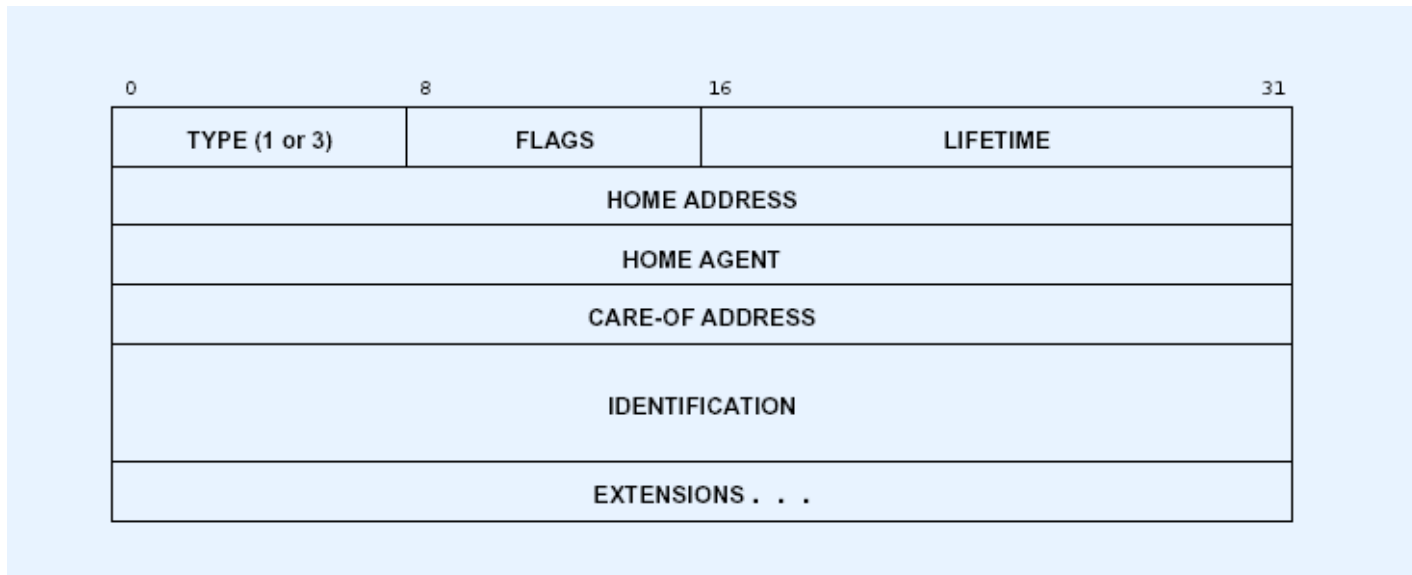 0 8 16 31
TYPE (1 or 3) FLAGS LIFETIME
HOME ADDRESS
HOME AGENT
CARE-OF ADDRESS
IDENTIFICATION
EXTENSIONS . . .